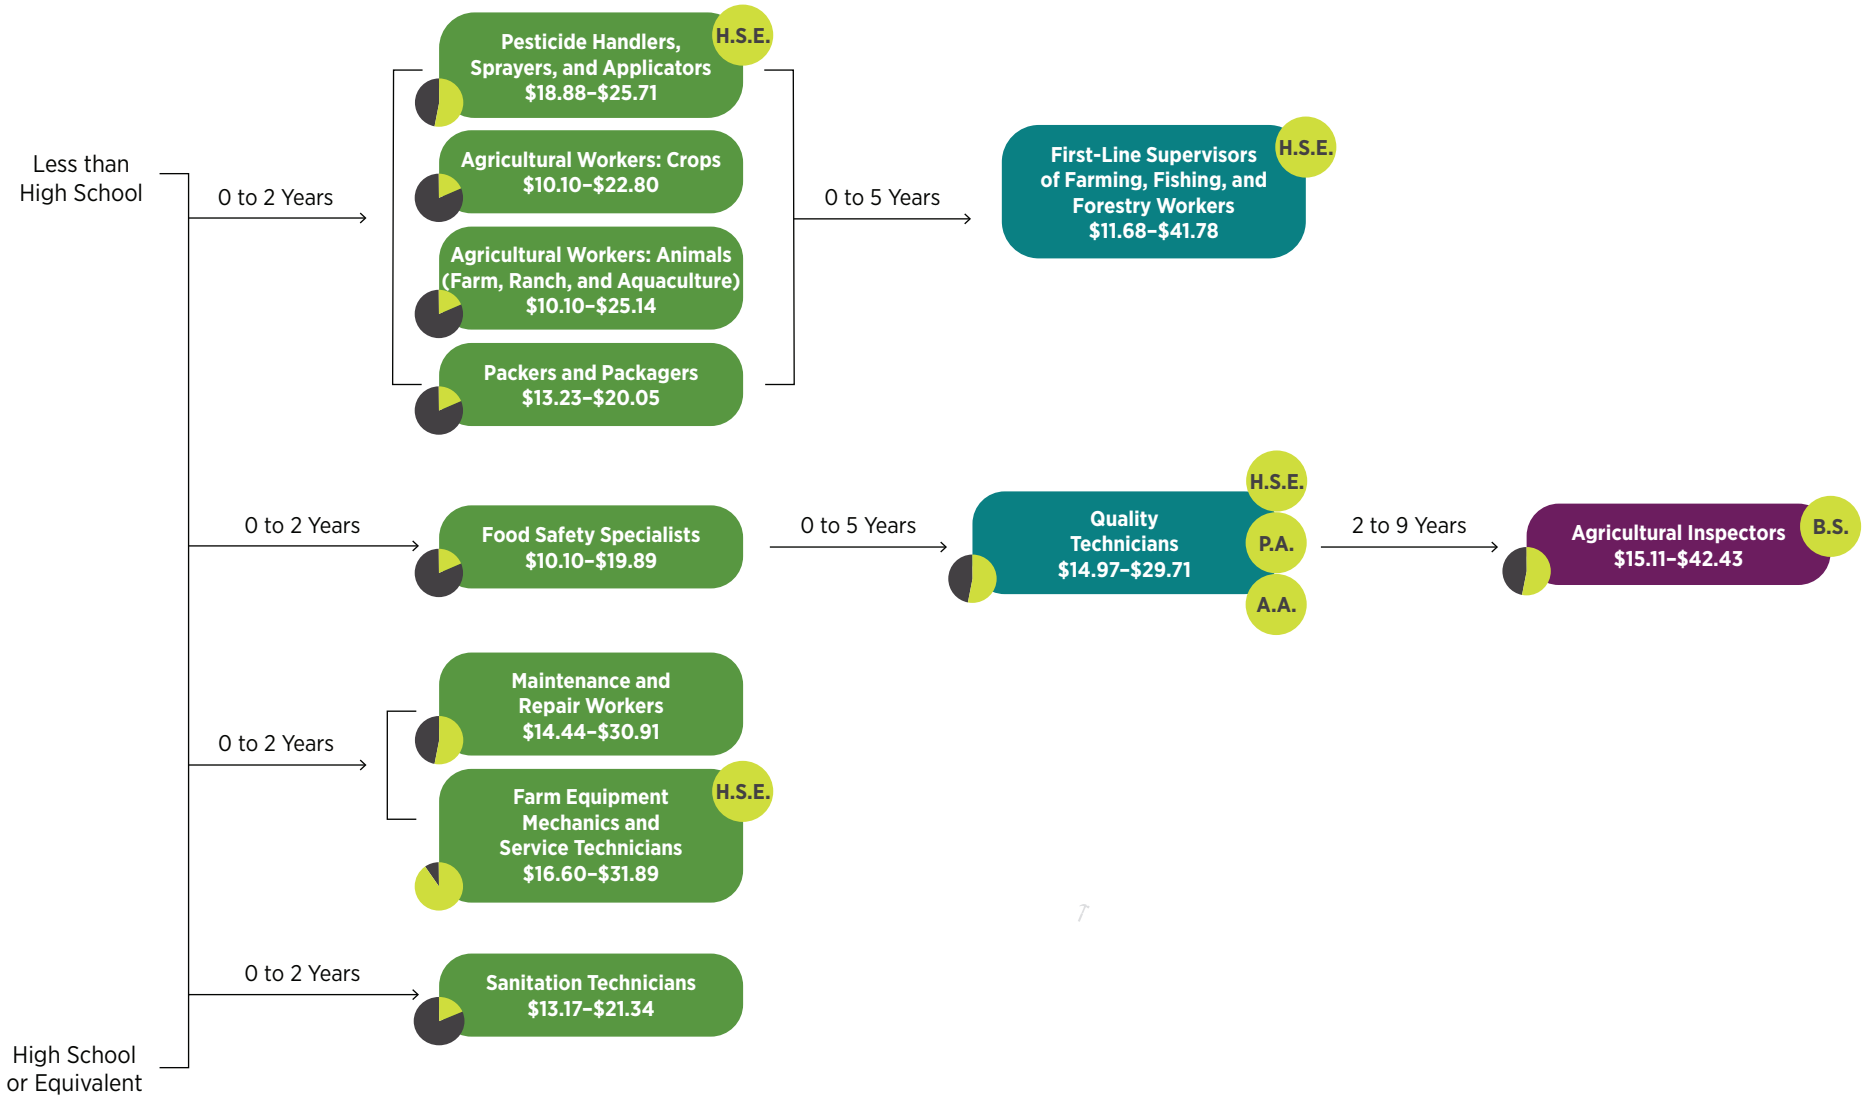 Less than
High School
0 to 2 Years
Pesticide Handlers,
Sprayers, and Applicators
$18.88–$25.71
H.S.E.
Agricultural Workers: Crops
$10.10–$22.80
Agricultural Workers: Animals
(Farm, Ranch, and Aquaculture)
$10.10–$25.14
Packers and Packagers
$13.23–$20.05
0 to 5 Years
First-Line Supervisors
of Farming, Fishing, and
Forestry Workers
$11.68–$41.78
H.S.E.
0 to 2 Years
Food Safety Specialists
$10.10–$19.89
0 to 5 Years
Quality
Technicians
$14.97–$29.71
H.S.E.
P.A.
A.A.
2 to 9 Years
Agricultural Inspectors
$15.11–$42.43
B.S.
0 to 2 Years
Maintenance and
Repair Workers
$14.44–$30.91
Farm Equipment
Mechanics and
Service Technicians
$16.60–$31.89
H.S.E.
0 to 2 Years
Sanitation Technicians
$13.17–$21.34
High School
or Equivalent